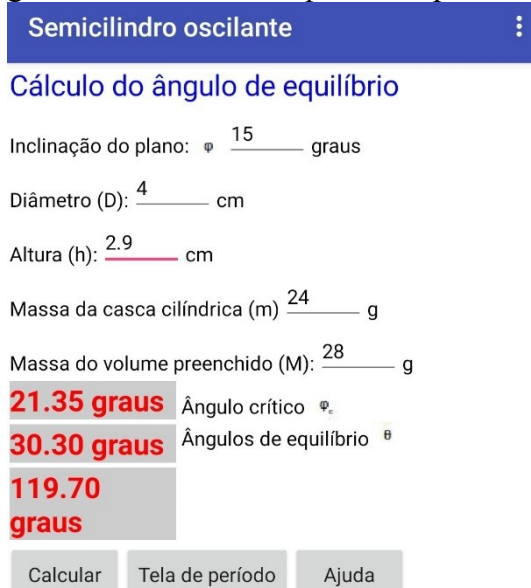 Semicilindro oscilante
Cálculo do ângulo de equilíbrio
Inclinação do plano: φ 15 graus
Diâmetro (D): 4 cm
Altura (h): 2.9 cm
Massa da casca cilíndrica (m) 24 g
Massa do volume preenchido (M): 28 g
21.35 graus Ângulo crítico φc
30.30 graus Ângulos de equilíbrio θ
119.70
graus
Calcular Tela de período Ajuda